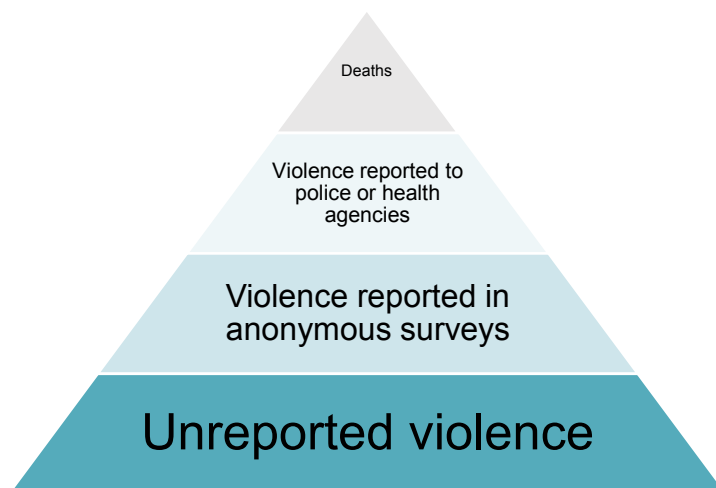 Deaths
Violence reported to
police or health
agencies
Violence reported in
anonymous surveys
Unreported violence